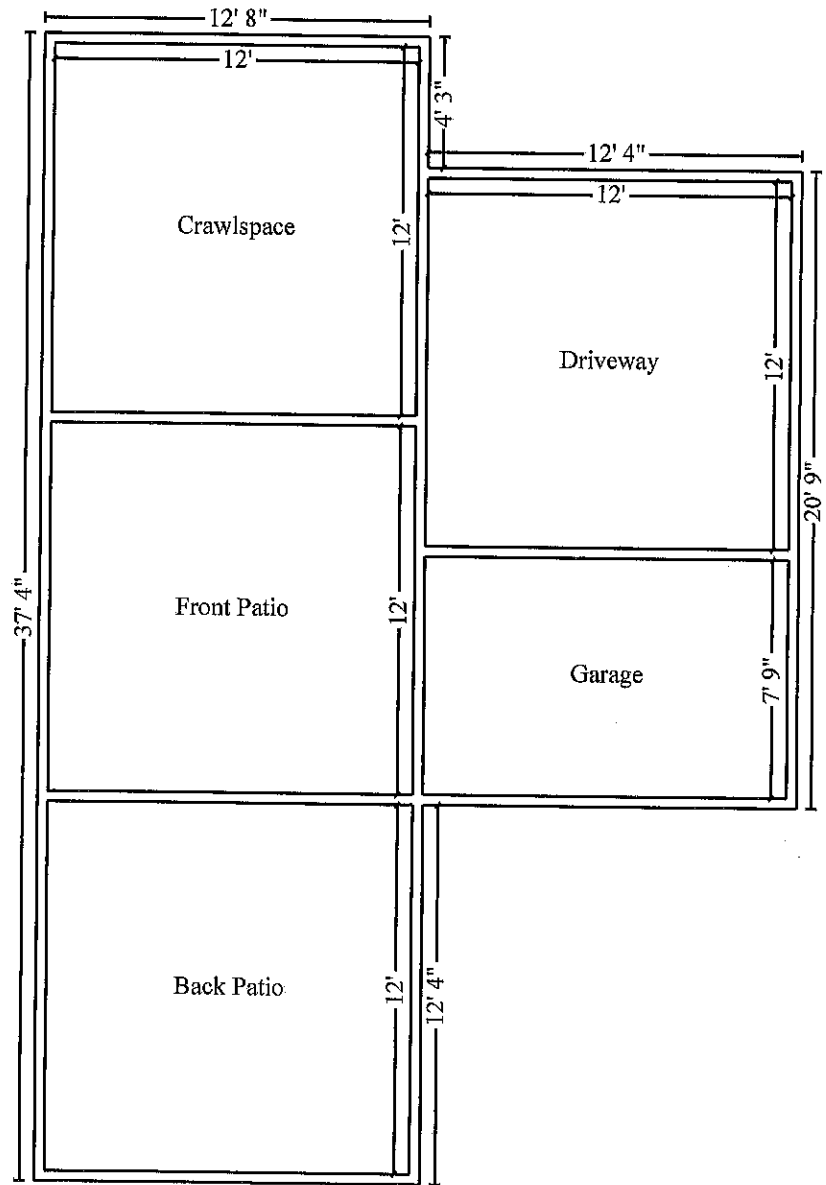 12' 8"
12'
4' 3"
12' 4"
12'
Crawlspace
12'
Driveway
12'
20' 9"
37' 4"
Front Patio
12'
Garage
7' 9"
Back Patio
12'
12' 4"